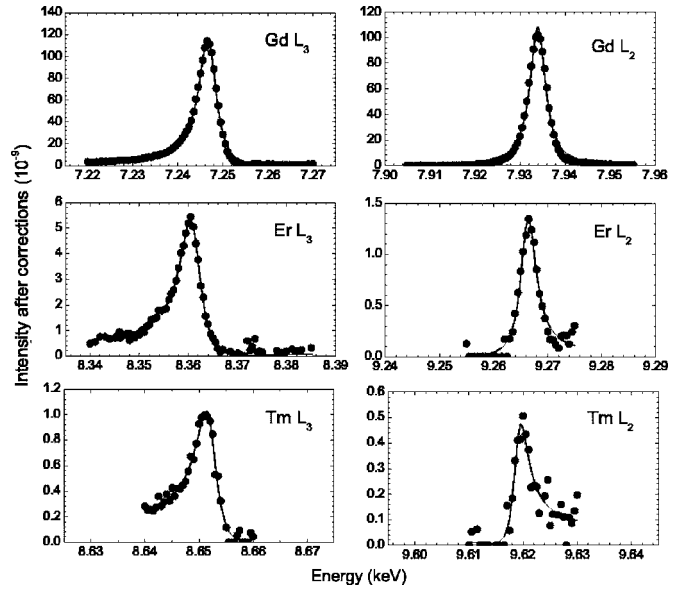 140
120
100
80
60
40
20
0
Gd L3
7.22 7.23 7.24 7.25 7.26 7.27
120
100
80
60
40
20
0
Gd L2
7.90 7.91 7.92 7.93 7.94 7.95 7.96
Intensity after corrections (10-9)
6
5
4
3
2
1
0
Er L3
8.34 8.35 8.36 8.37 8.38 8.39
1.5
1.0
0.5
0.0
Er L2
9.24 9.25 9.26 9.27 9.28 9.29
1.2
1.0
0.8
0.6
0.4
0.2
0.0
Tm L3
8.63 8.64 8.65 8.66 8.67
0.6
0.5
0.4
0.3
0.2
0.1
0.0
Tm L2
9.60 9.61 9.62 9.63 9.64
Energy (keV)